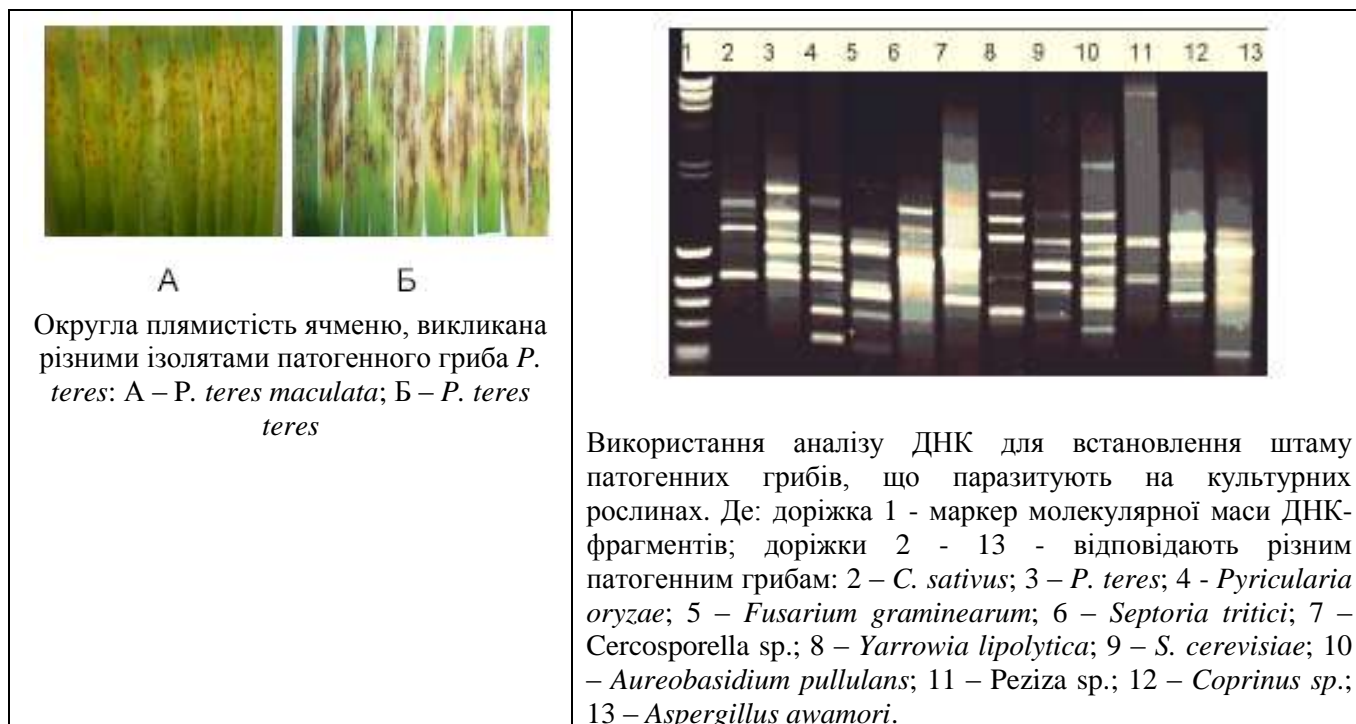 А Б
Округла плямистість ячменю, викликана
різними ізолятами патогенного гриба P.
teres: А – P. teres maculata; Б – P. teres
teres
1 2 3 4 5 6 7 8 9 10 11 12 13
Використання аналізу ДНК для встановлення штаму
патогенних грибів, що паразитують на культурних
рослинах. Де: доріжка 1 - маркер молекулярної маси ДНК-
фрагментів; доріжки 2 - 13 - відповідають різним
патогенним грибам: 2 – C. sativus; 3 – P. teres; 4 - Pyricularia
oryzae; 5 – Fusarium graminearum; 6 – Septoria tritici; 7 –
Cercosporella sp.; 8 – Yarrowia lipolytica; 9 – S. cerevisiae; 10
– Aureobasidium pullulans; 11 – Peziza sp.; 12 – Coprinus sp.;
13 – Aspergillus awamori.